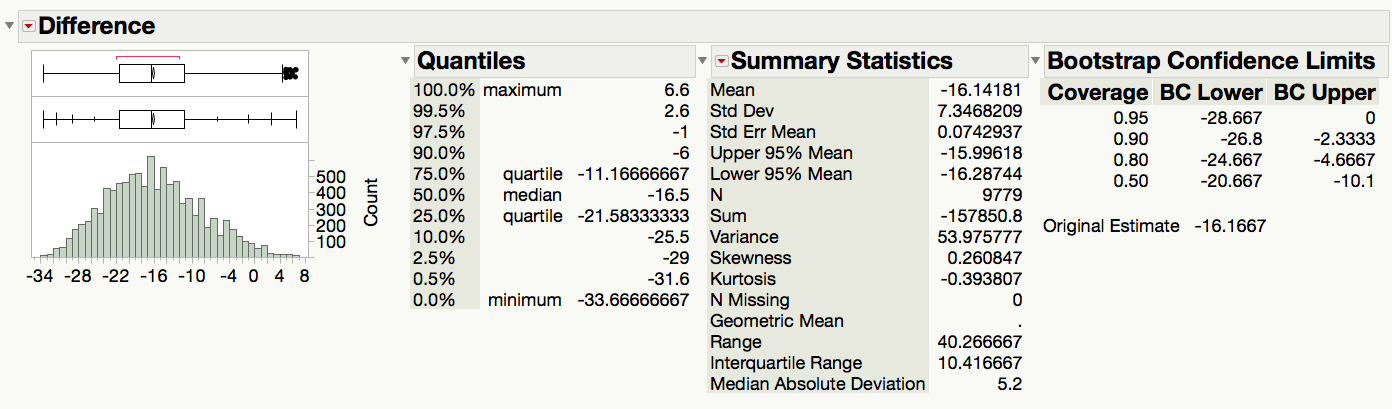 Difference
500
400
300
200
100
Count
-34 -28 -22 -16 -10 -4 0 4 8
Quantiles
100.0% maximum 6.6
99.5% 2.6
97.5% -1
90.0% -6
75.0% quartile -11.16666667
50.0% median -16.5
25.0% quartile -21.58333333
10.0% -25.5
2.5% -29
0.5% -31.6
0.0% minimum -33.66666667
Summary Statistics
Mean -16.14181
Std Dev 7.3468209
Std Err Mean 0.0742937
Upper 95% Mean -15.99618
Lower 95% Mean -16.28744
N 9779
Sum -157850.8
Variance 53.975777
Skewness 0.260847
Kurtosis -0.393807
N Missing 0
Geometric Mean .
Range 40.266667
Interquartile Range 10.416667
Median Absolute Deviation 5.2
Bootstrap Confidence Limits
Coverage BC Lower BC Upper
0.95 -28.667 0
0.90 -26.8 -2.3333
0.80 -24.667 -4.6667
0.50 -20.667 -10.1
Original Estimate -16.1667